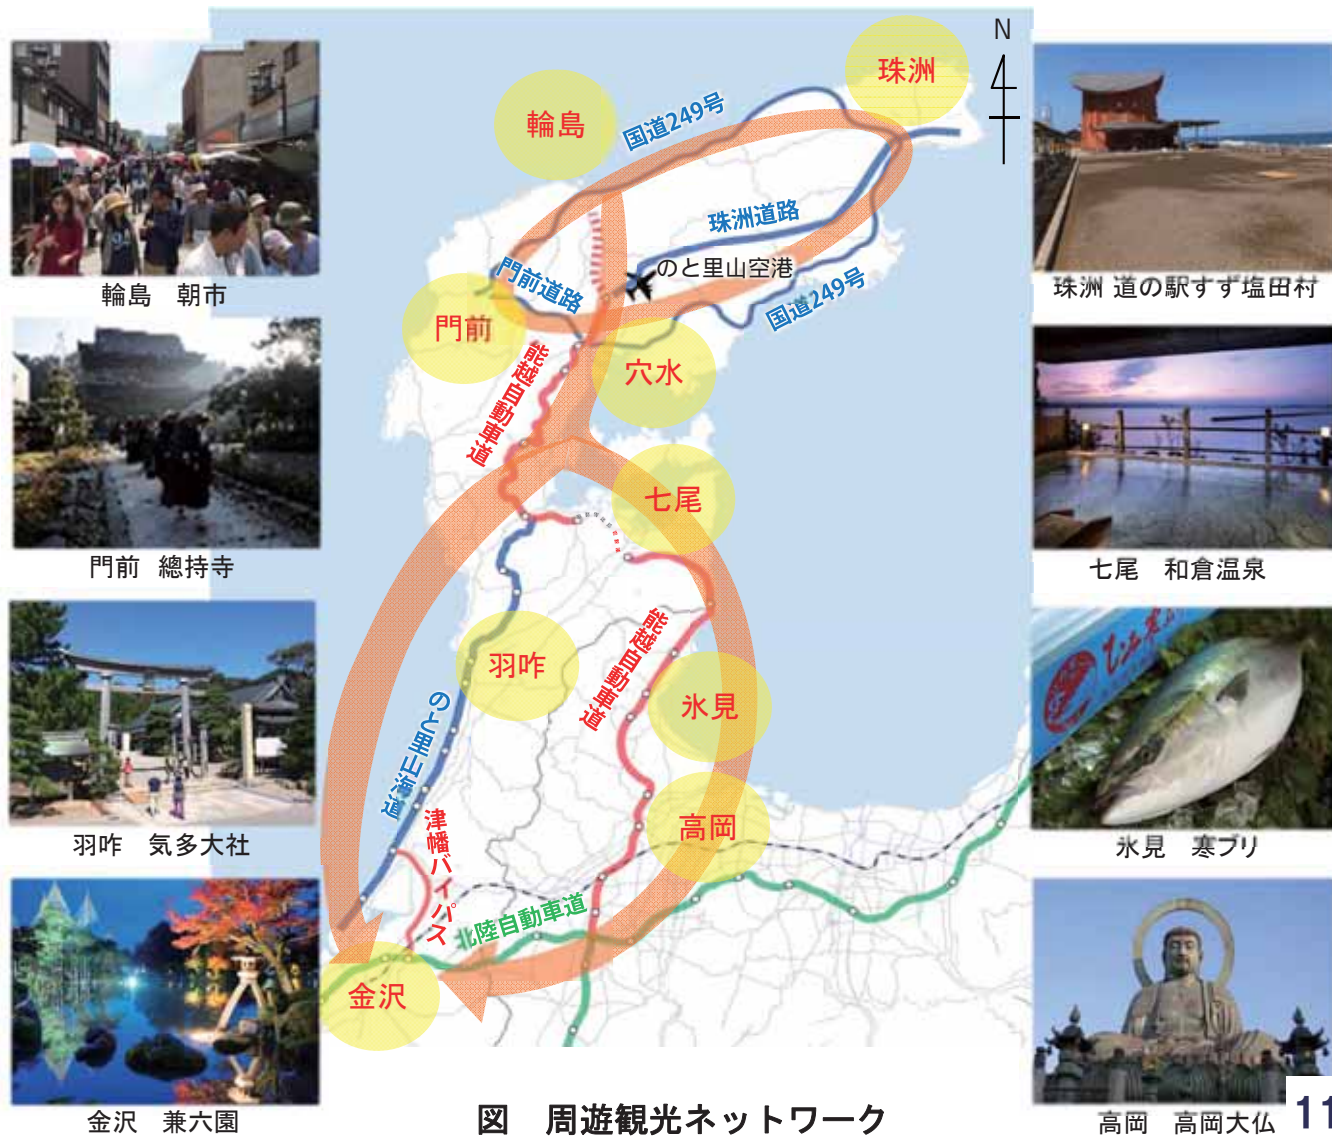 輪島　朝市
門前　總持寺
羽咋　気多大社
金沢　兼六園
N
珠洲
輪島
国道249号
珠洲道路
のと里山空港
門前道路
国道249号
門前
穴水
能越自動車道
七尾
羽咋
能越自動車道
氷見
のと里山海道
高岡
津幡バイパス
北陸自動車道
金沢
珠洲 道の駅すず塩田村
七尾　和倉温泉
氷見　寒ブリ
高岡　高岡大仏
図　周遊観光ネットワーク
11